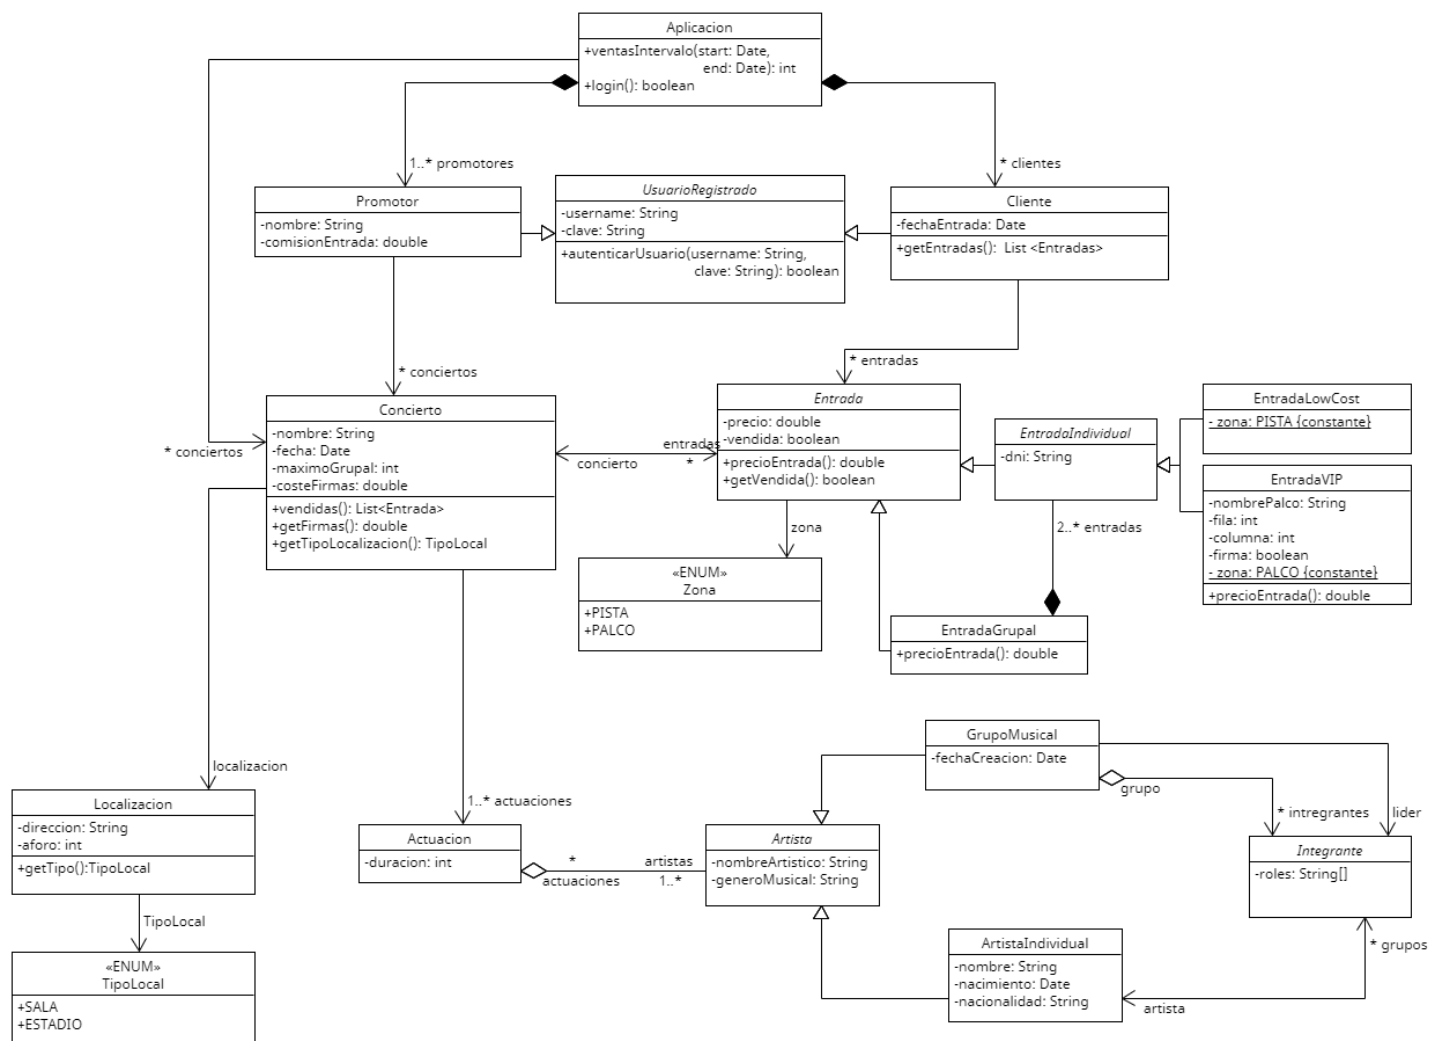 Aplicacion
+ventasIntervalo(start: Date,
end: Date): int
+login(): boolean
1..* promotores
* clientes
Promotor
-nombre: String
-comisionEntrada: double
UsuarioRegistrado
-username: String
-clave: String
+autenticarUsuario(username: String,
clave: String): boolean
Cliente
-fechaEntrada: Date
+getEntradas(): List <Entradas>
* conciertos
* entradas
Concierto
-nombre: String
-fecha: Date
-maximoGrupal: int
-costeFirmas: double
+vendidas(): List<Entrada>
+getFirmas(): double
+getTipoLocalizacion(): TipoLocal
* conciertos
concierto
entradas
*
Entrada
-precio: double
-vendida: boolean
+precioEntrada(): double
+getVendida(): boolean
EntradaIndividual
-dni: String
EntradaLowCost
- zona: PISTA {constante}
EntradaVIP
-nombrePalco: String
-fila: int
-columna: int
-firma: boolean
- zona: PALCO {constante}
+precioEntrada(): double
zona
2..* entradas
«ENUM»
Zona
+PISTA
+PALCO
EntradaGrupal
+precioEntrada(): double
localizacion
1..* actuaciones
Localizacion
-direccion: String
-aforo: int
+getTipo():TipoLocal
TipoLocal
«ENUM»
TipoLocal
+SALA
+ESTADIO
Actuacion
-duracion: int
*
actuaciones
artistas
1..*
Artista
-nombreArtistico: String
-generoMusical: String
GrupoMusical
-fechaCreacion: Date
grupo
* intregrantes
lider
Integrante
-roles: String[]
* grupos
artista
ArtistaIndividual
-nombre: String
-nacimiento: Date
-nacionalidad: String